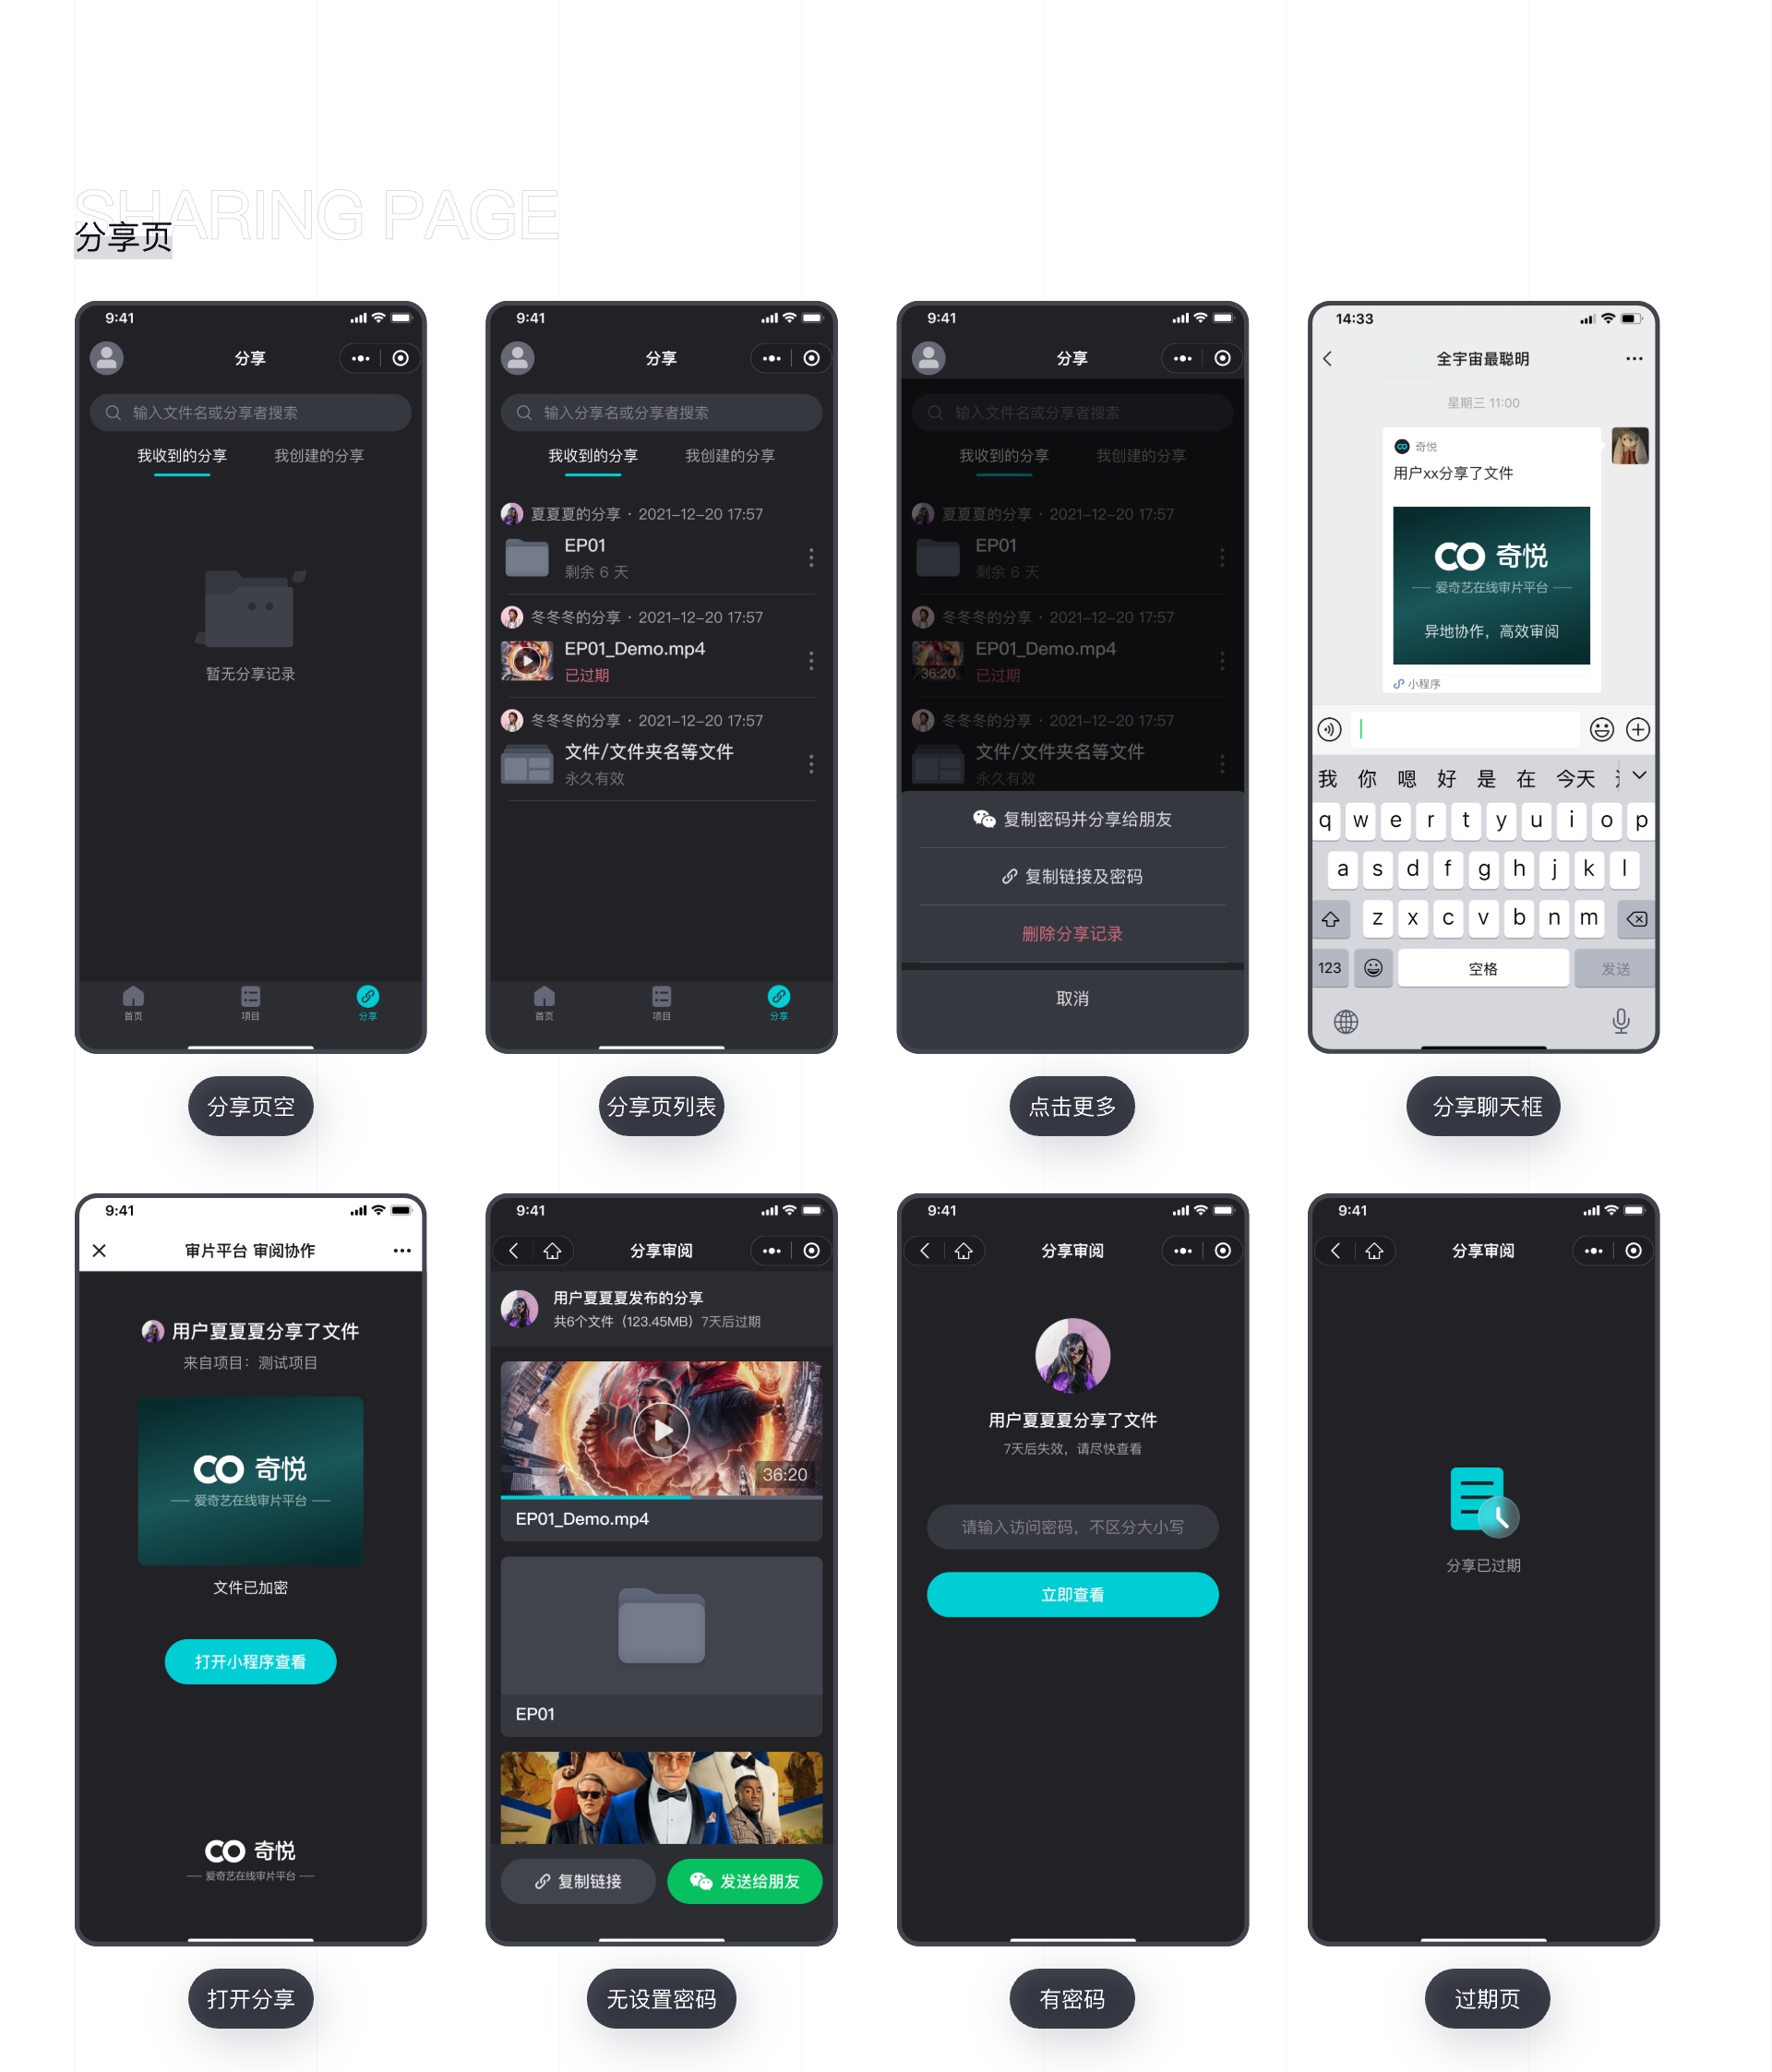 SHARING PAGE
分享页
9:41
分享
输入文件名或分享者搜索
我收到的分享 我创建的分享
暂无分享记录
首页 项目 分享
分享页空
9:41
分享
输入分享名或分享者搜索
我收到的分享 我创建的分享
夏夏夏的分享 · 2021-12-20 17:57
EP01
剩余 6 天
冬冬冬的分享 · 2021-12-20 17:57
EP01_Demo.mp4
已过期
冬冬冬的分享 · 2021-12-20 17:57
文件/文件夹名等文件
永久有效
首页 项目 分享
分享页列表
9:41
分享
输入文件名或分享者搜索
我收到的分享 我创建的分享
夏夏夏的分享 · 2021-12-20 17:57
EP01
剩余 6 天
冬冬冬的分享 · 2021-12-20 17:57
EP01_Demo.mp4
36:20
已过期
冬冬冬的分享 · 2021-12-20 17:57
文件/文件夹名等文件
永久有效
复制密码并分享给朋友
复制链接及密码
删除分享记录
取消
点击更多
14:33
全宇宙最聪明
星期三 11:00
CO 奇悦
用户xx分享了文件
CO 奇悦
爱奇艺在线审片平台
异地协作，高效审阅
小程序
我 你 嗯 好 是 在 今天
q w e r t y u i o p
a s d f g h j k l
z x c v b n m
123 空格 发送
分享聊天框
9:41
审片平台 审阅协作
用户夏夏夏分享了文件
来自项目：测试项目
CO 奇悦
爱奇艺在线审片平台
文件已加密
打开小程序查看
CO 奇悦
爱奇艺在线审片平台
打开分享
9:41
分享审阅
用户夏夏夏发布的分享
共6个文件（123.45MB）7天后过期
36:20
EP01_Demo.mp4
EP01
复制链接 发送给朋友
无设置密码
9:41
分享审阅
用户夏夏夏分享了文件
7天后失效，请尽快查看
请输入访问密码，不区分大小写
立即查看
有密码
9:41
分享审阅
分享已过期
过期页